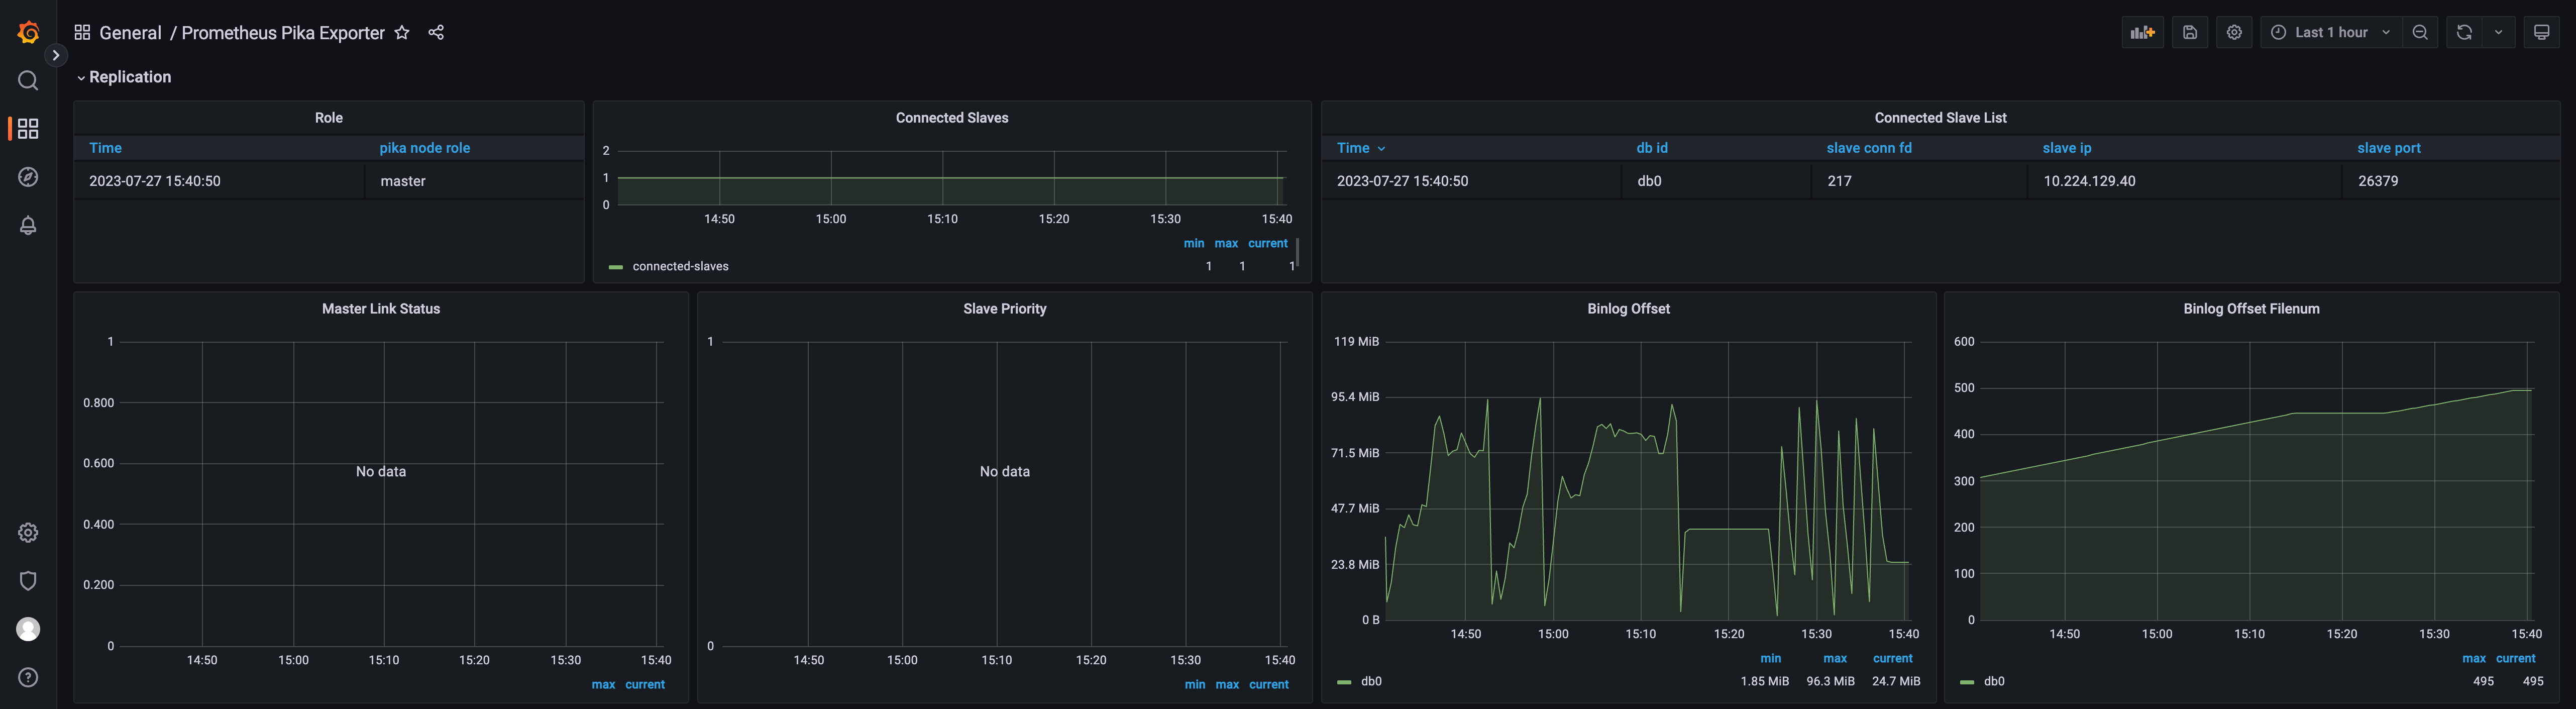 General / Prometheus Pika Exporter
Last 1 hour
Replication
Role
Time pika node role
2023-07-27 15:40:50 master
Connected Slaves
2
1
0
14:50 15:00 15:10 15:20 15:30 15:40
min max current
connected-slaves 1 1 1
Connected Slave List
Time db id slave conn fd slave ip slave port
2023-07-27 15:40:50 db0 217 10.224.129.40 26379
Master Link Status
1
0.800
0.600
No data
0.400
0.200
0
14:50 15:00 15:10 15:20 15:30 15:40
max current
Slave Priority
1
No data
0
14:50 15:00 15:10 15:20 15:30 15:40
min max current
Binlog Offset
119 MiB
95.4 MiB
71.5 MiB
47.7 MiB
23.8 MiB
0 B
14:50 15:00 15:10 15:20 15:30 15:40
min max current
db0 1.85 MiB 96.3 MiB 24.7 MiB
Binlog Offset Filenum
600
500
400
300
200
100
0
14:50 15:00 15:10 15:20 15:30 15:40
max current
db0 495 495